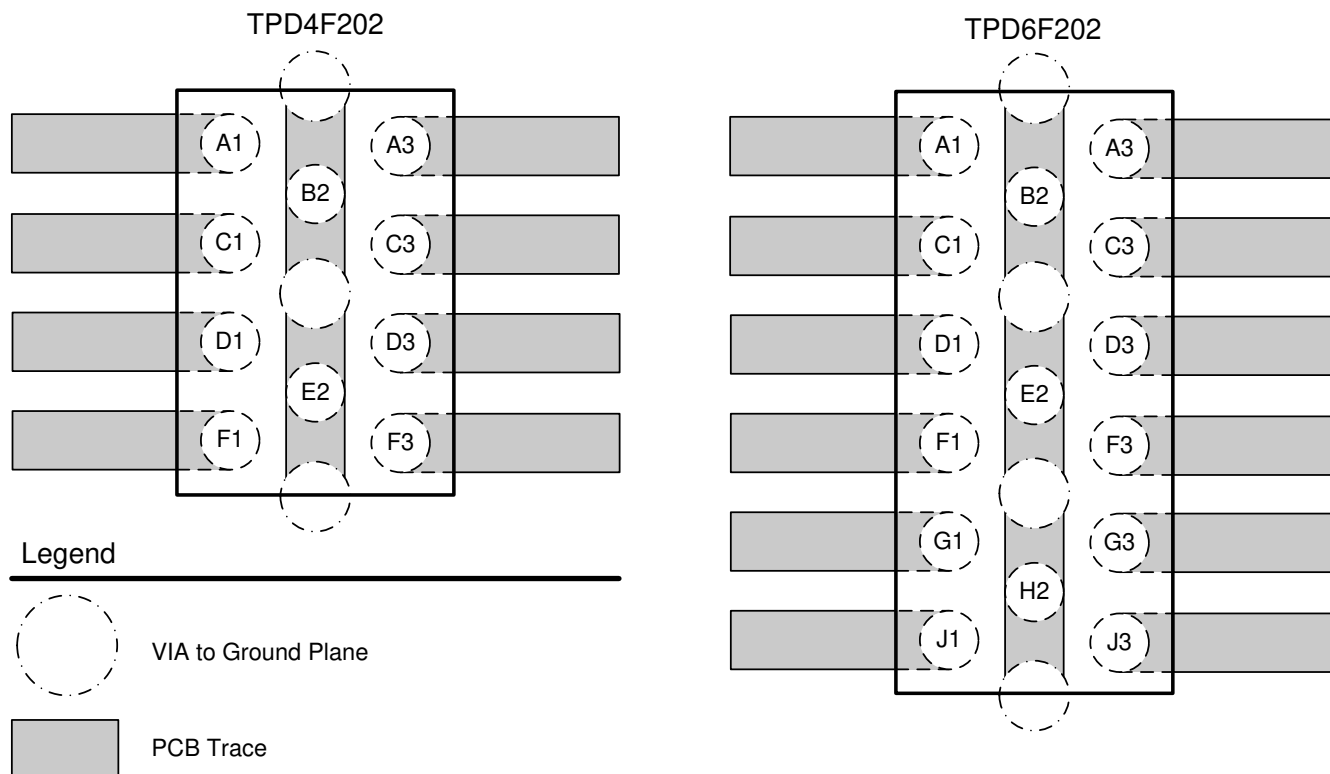 TPD4F202
A1
A3
B2
C1
C3
D1
D3
E2
F1
F3
Legend
VIA to Ground Plane
PCB Trace
TPD6F202
A1
A3
B2
C1
C3
D1
D3
E2
F1
F3
G1
G3
H2
J1
J3